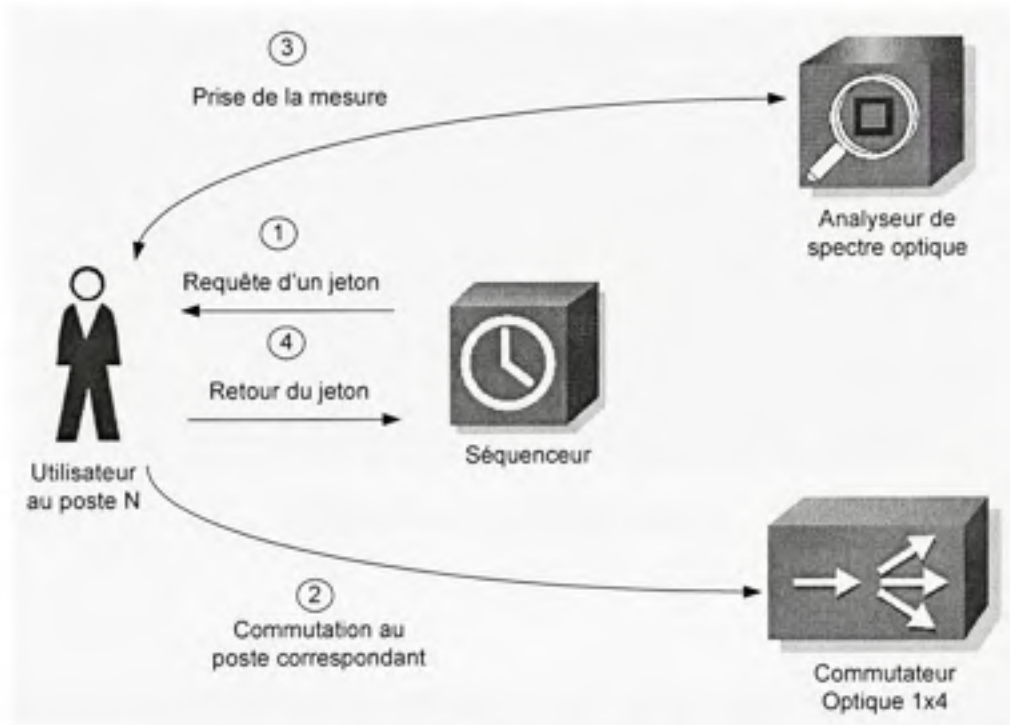 3
Prise de la mesure
Analyseur de
spectre optique
1
Requête d'un jeton
4
Retour du jeton
Séquenceur
Utilisateur
au poste N
2
Commutation au
poste correspondant
Commutateur
Optique 1x4